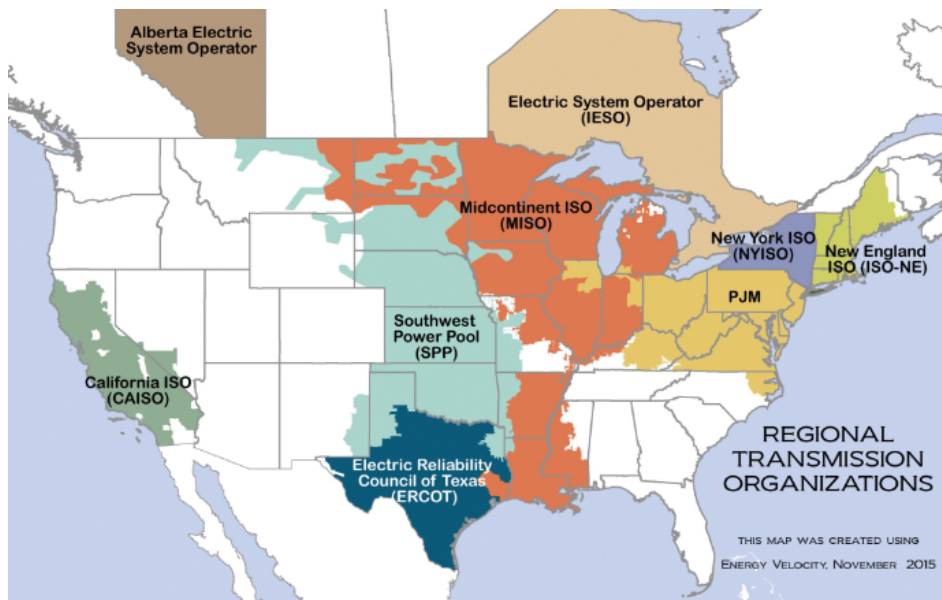 Alberta Electric
System Operator
Electric System Operator
(IESO)
Midcontinent ISO
(MISO)
New York ISO
(NYISO)
New England
ISO (ISO-NE)
PJM
Southwest
Power Pool
(SPP)
California ISO
(CAISO)
Electric Reliability
Council of Texas
(ERCOT)
REGIONAL
TRANSMISSION
ORGANIZATIONS
THIS MAP WAS CREATED USING
ENERGY VELOCITY, NOVEMBER 2015